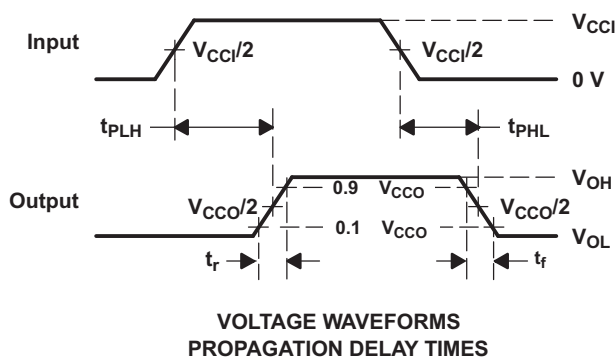 VCCI
Input
VCCI/2
VCCI/2
0 V
tPLH
tPHL
VOH
0.9 VCCO
Output
VCCO/2
VCCO/2
0.1 VCCO
VOL
tr
tf
VOLTAGE WAVEFORMS
PROPAGATION DELAY TIMES